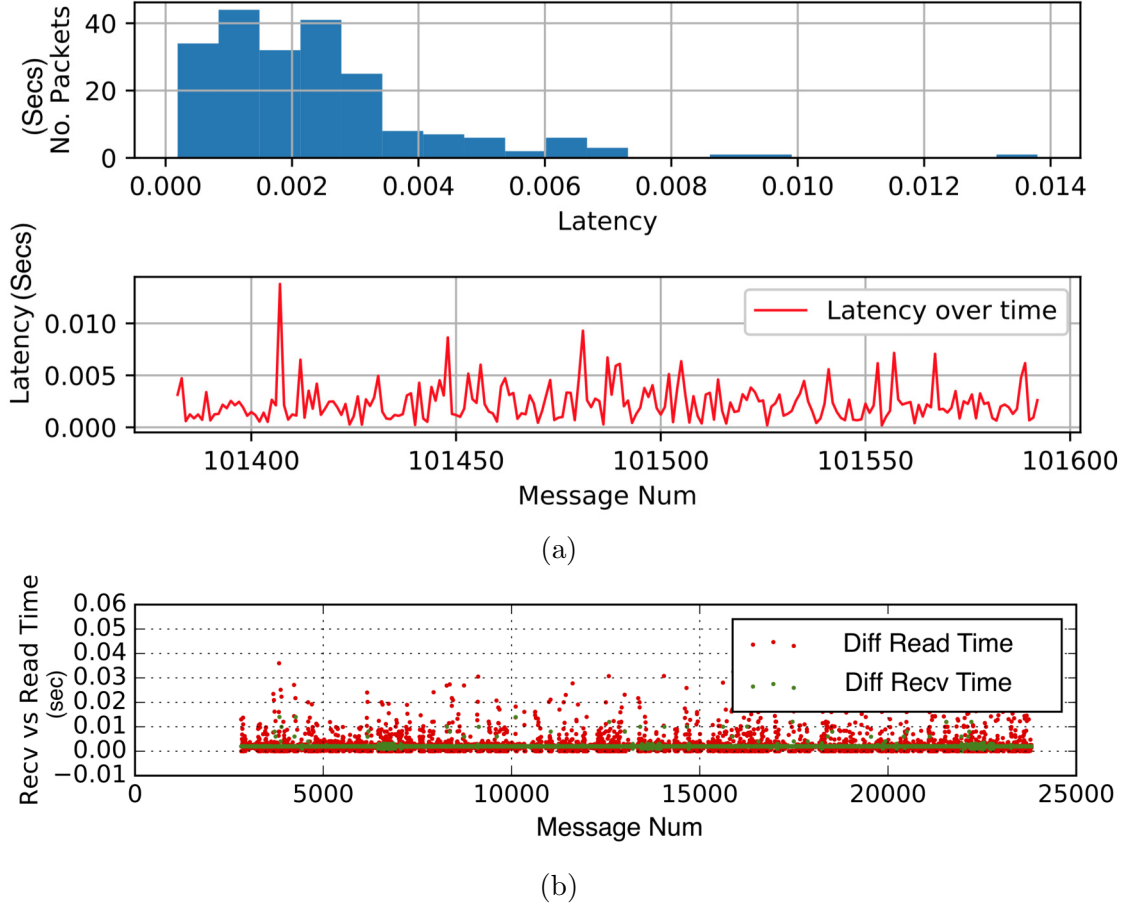 (Secs)
No. Packets
40
20
0
0.000 0.002 0.004 0.006 0.008 0.010 0.012 0.014
Latency
Latency (Secs)
0.010
0.005
0.000
Latency over time
101400 101450 101500 101550 101600
Message Num
(a)
Recv vs Read Time
(sec)
0.06
0.05
0.04
0.03
0.02
0.01
0.00
−0.01
Diff Read Time
Diff Recv Time
0 5000 10000 15000 20000 25000
Message Num
(b)